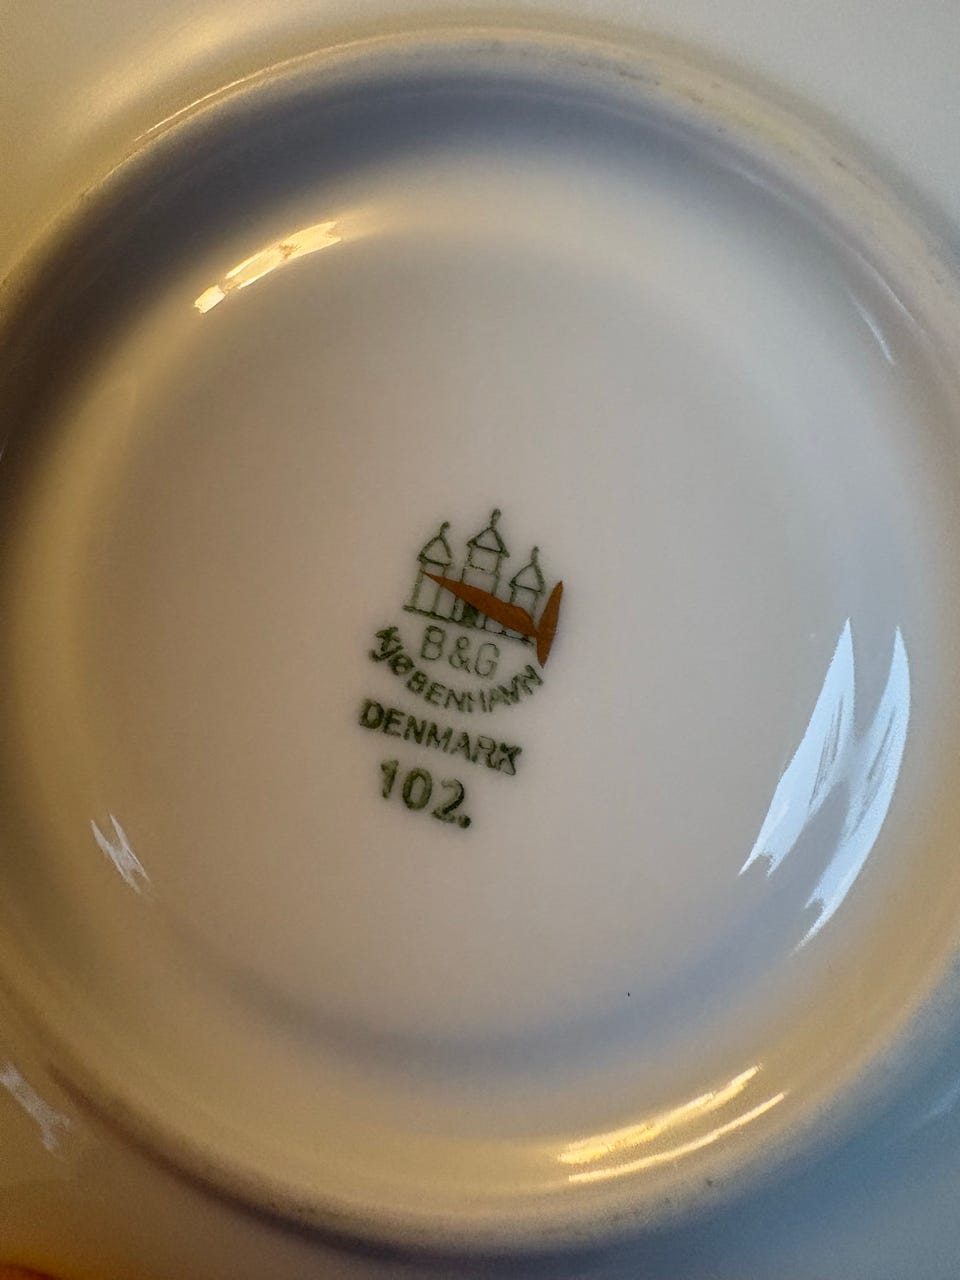 B&G
KJØBENHAVN
DENMARK
102.